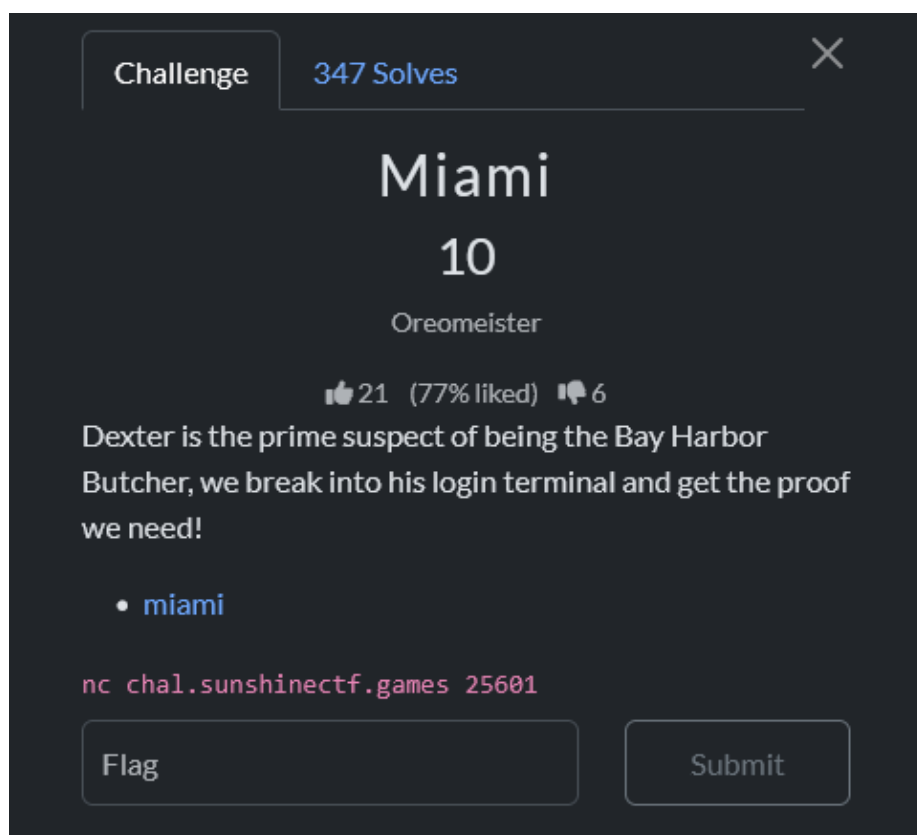 Challenge 347 Solves
Miami
10
Oreomeister
21 (77% liked) 6
Dexter is the prime suspect of being the Bay Harbor
Butcher, we break into his login terminal and get the proof
we need!
• miami
nc chal.sunshinectf.games 25601
Flag Submit